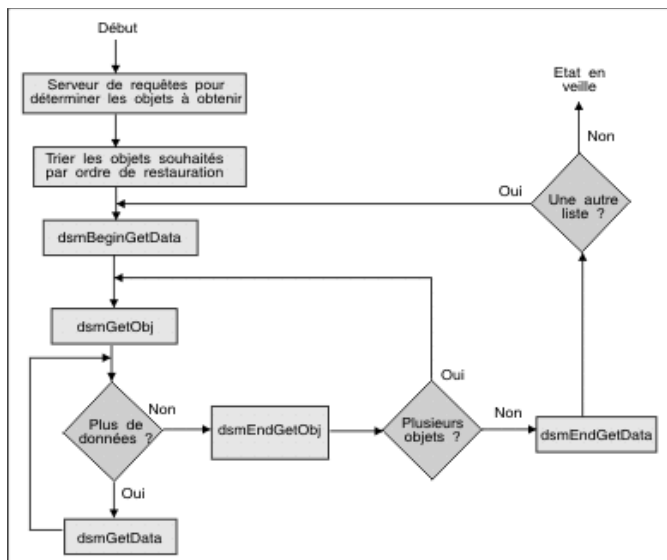 Début
Serveur de requêtes pour
déterminer les objets à obtenir
Trier les objets souhaités
par ordre de restauration
dsmBeginGetData
dsmGetObj
Plus de
données ?
Non
Oui
dsmGetData
dsmEndGetObj
Plusieurs
objets ?
Oui
Non
dsmEndGetData
Une autre
liste ?
Oui
Non
Etat en
veille